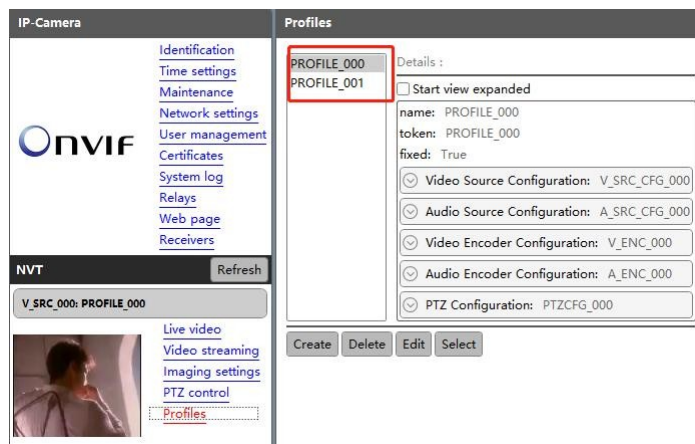 IP-Camera
Identification
Time settings
Maintenance
Network settings
User management
Certificates
System log
Relays
Web page
Receivers
ONVIF
NVT
Refresh
V_SRC_000: PROFILE_000
Live video
Video streaming
Imaging settings
PTZ control
Profiles
Profiles
PROFILE_000
PROFILE_001
Details :
Start view expanded
name: PROFILE_000
token: PROFILE_000
fixed: True
Video Source Configuration: V_SRC_CFG_000
Audio Source Configuration: A_SRC_CFG_000
Video Encoder Configuration: V_ENC_000
Audio Encoder Configuration: A_ENC_000
PTZ Configuration: PTZCFG_000
Create Delete Edit Select